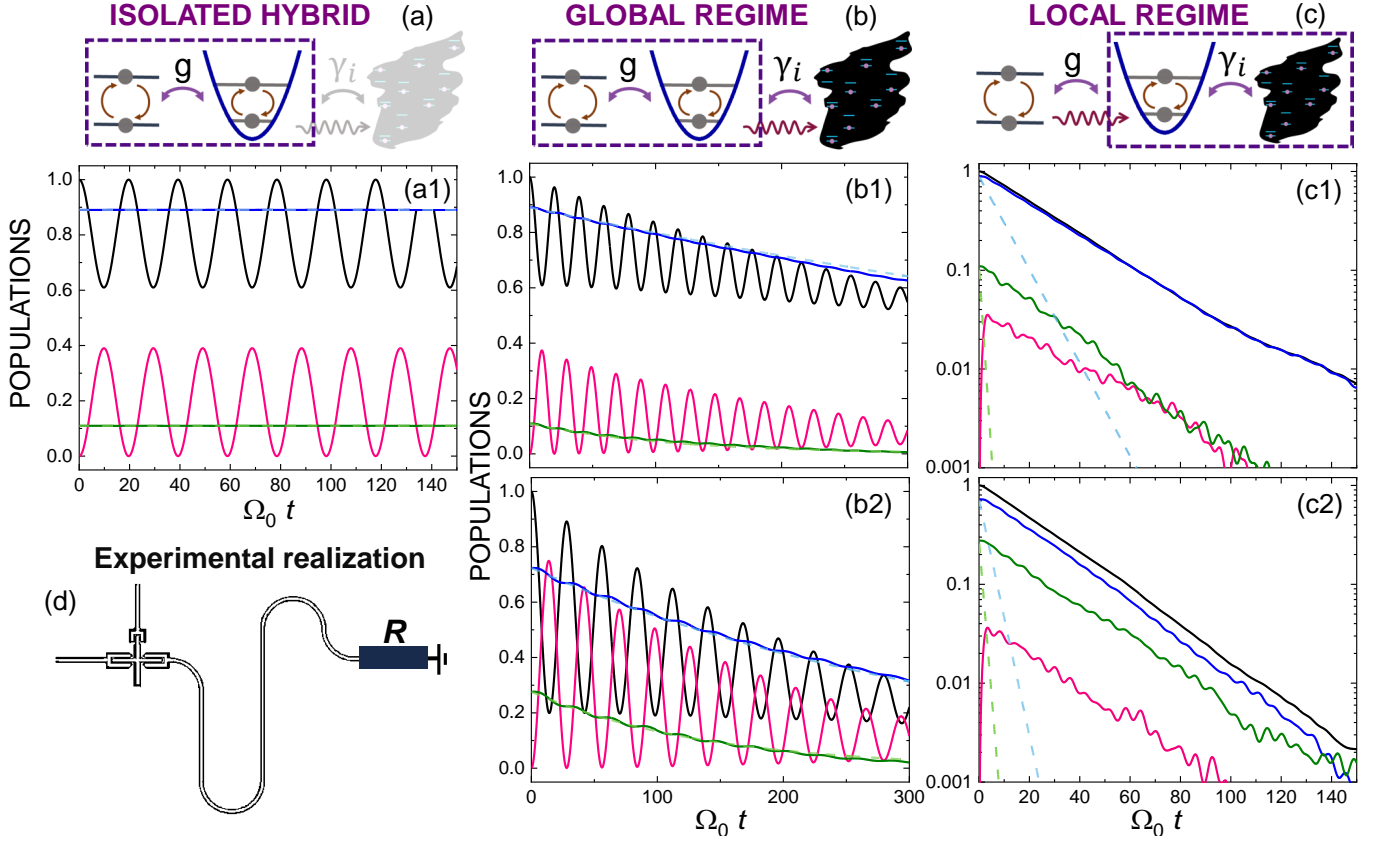 ISOLATED HYBRID
(a)
g
γi
GLOBAL REGIME
(b)
g
γi
LOCAL REGIME
(c)
g
γi
(a1)
POPULATIONS
1.0
0.8
0.6
0.4
0.2
0.0
0 20 40 60 80 100 120 140
Ω0 t
(b1)
1.0
0.8
0.6
0.4
0.2
0.0
0 100 200 300
(c1)
1
0.1
0.01
0.001
Experimental realization
(d)
R
POPULATIONS
(b2)
1.0
0.8
0.6
0.4
0.2
0.0
0 100 200 300
Ω0 t
(c2)
1
0.1
0.01
0.001
0 20 40 60 80 100 120 140
Ω0 t